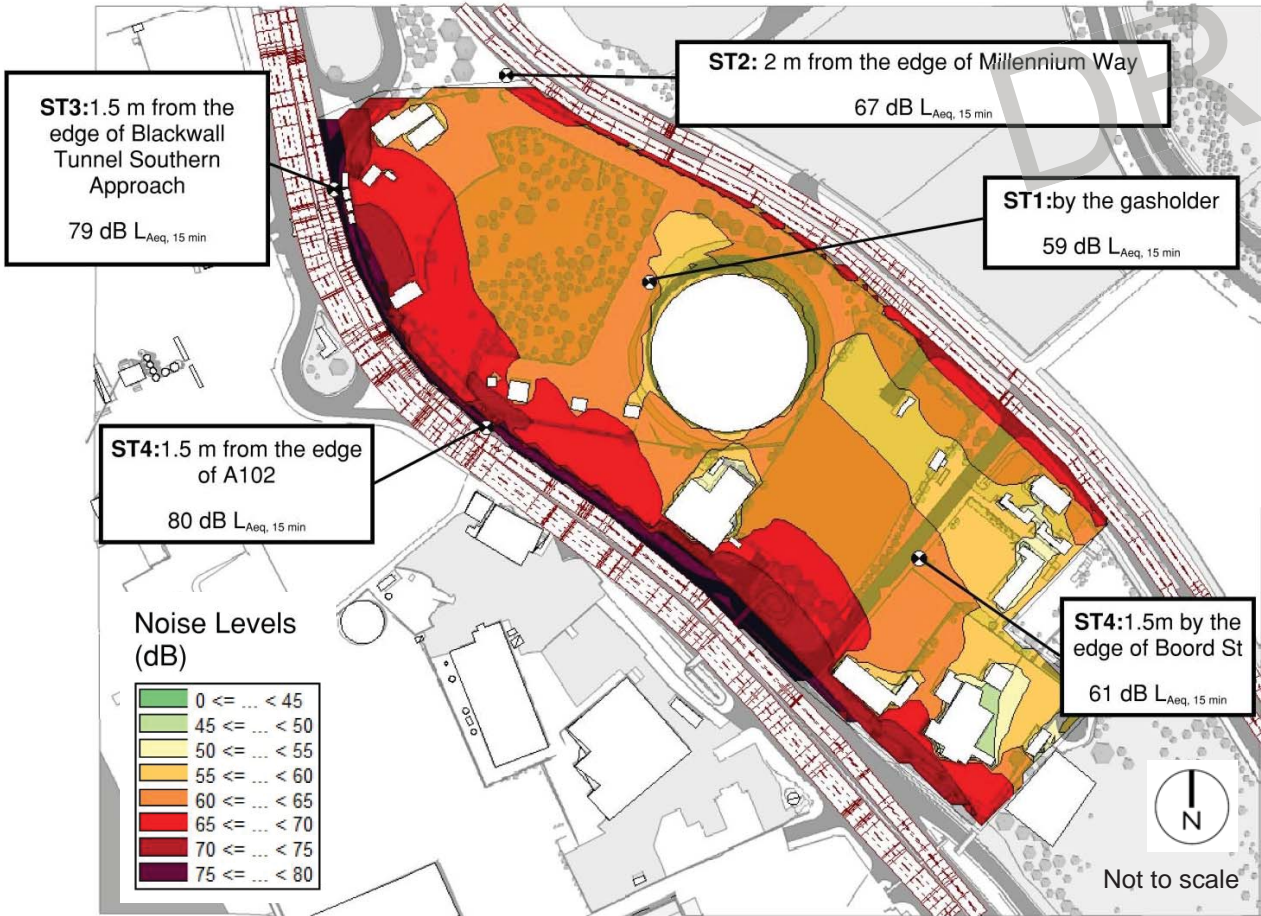 ST2: 2 m from the edge of Millennium Way
67 dB LAeq, 15 min
ST3:1.5 m from the
edge of Blackwall
Tunnel Southern
Approach
79 dB LAeq, 15 min
ST1:by the gasholder
59 dB LAeq, 15 min
ST4:1.5 m from the edge
of A102
80 dB LAeq, 15 min
ST4:1.5m by the
edge of Boord St
61 dB LAeq, 15 min
Noise Levels
(dB)
0 <= ... < 45
45 <= ... < 50
50 <= ... < 55
55 <= ... < 60
60 <= ... < 65
65 <= ... < 70
70 <= ... < 75
75 <= ... < 80
N
Not to scale
DR